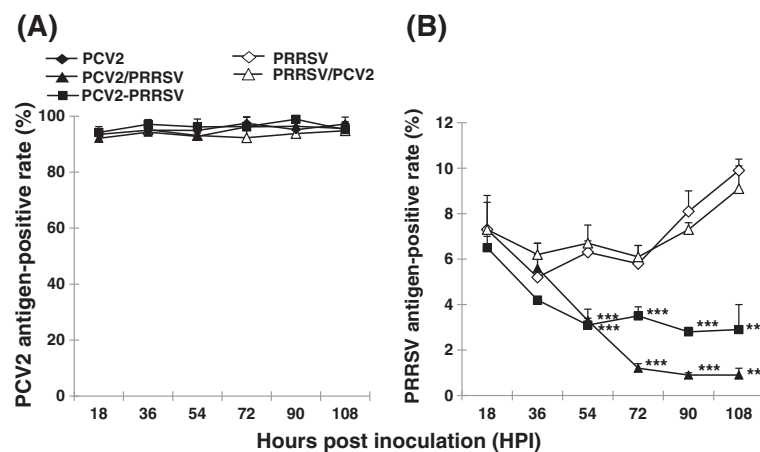 (A)
PCV2
PCV2/PRRSV
PCV2-PRRSV
PRRSV
PRRSV/PCV2
PCV2 antigen-positive rate (%)
100
80
60
40
20
0
18 36 54 72 90 108
(B)
PRRSV antigen-positive rate (%)
12
10
8
6
4
2
0
***
***
***
***
**
***
***
**
18 36 54 72 90 108
Hours post inoculation (HPI)